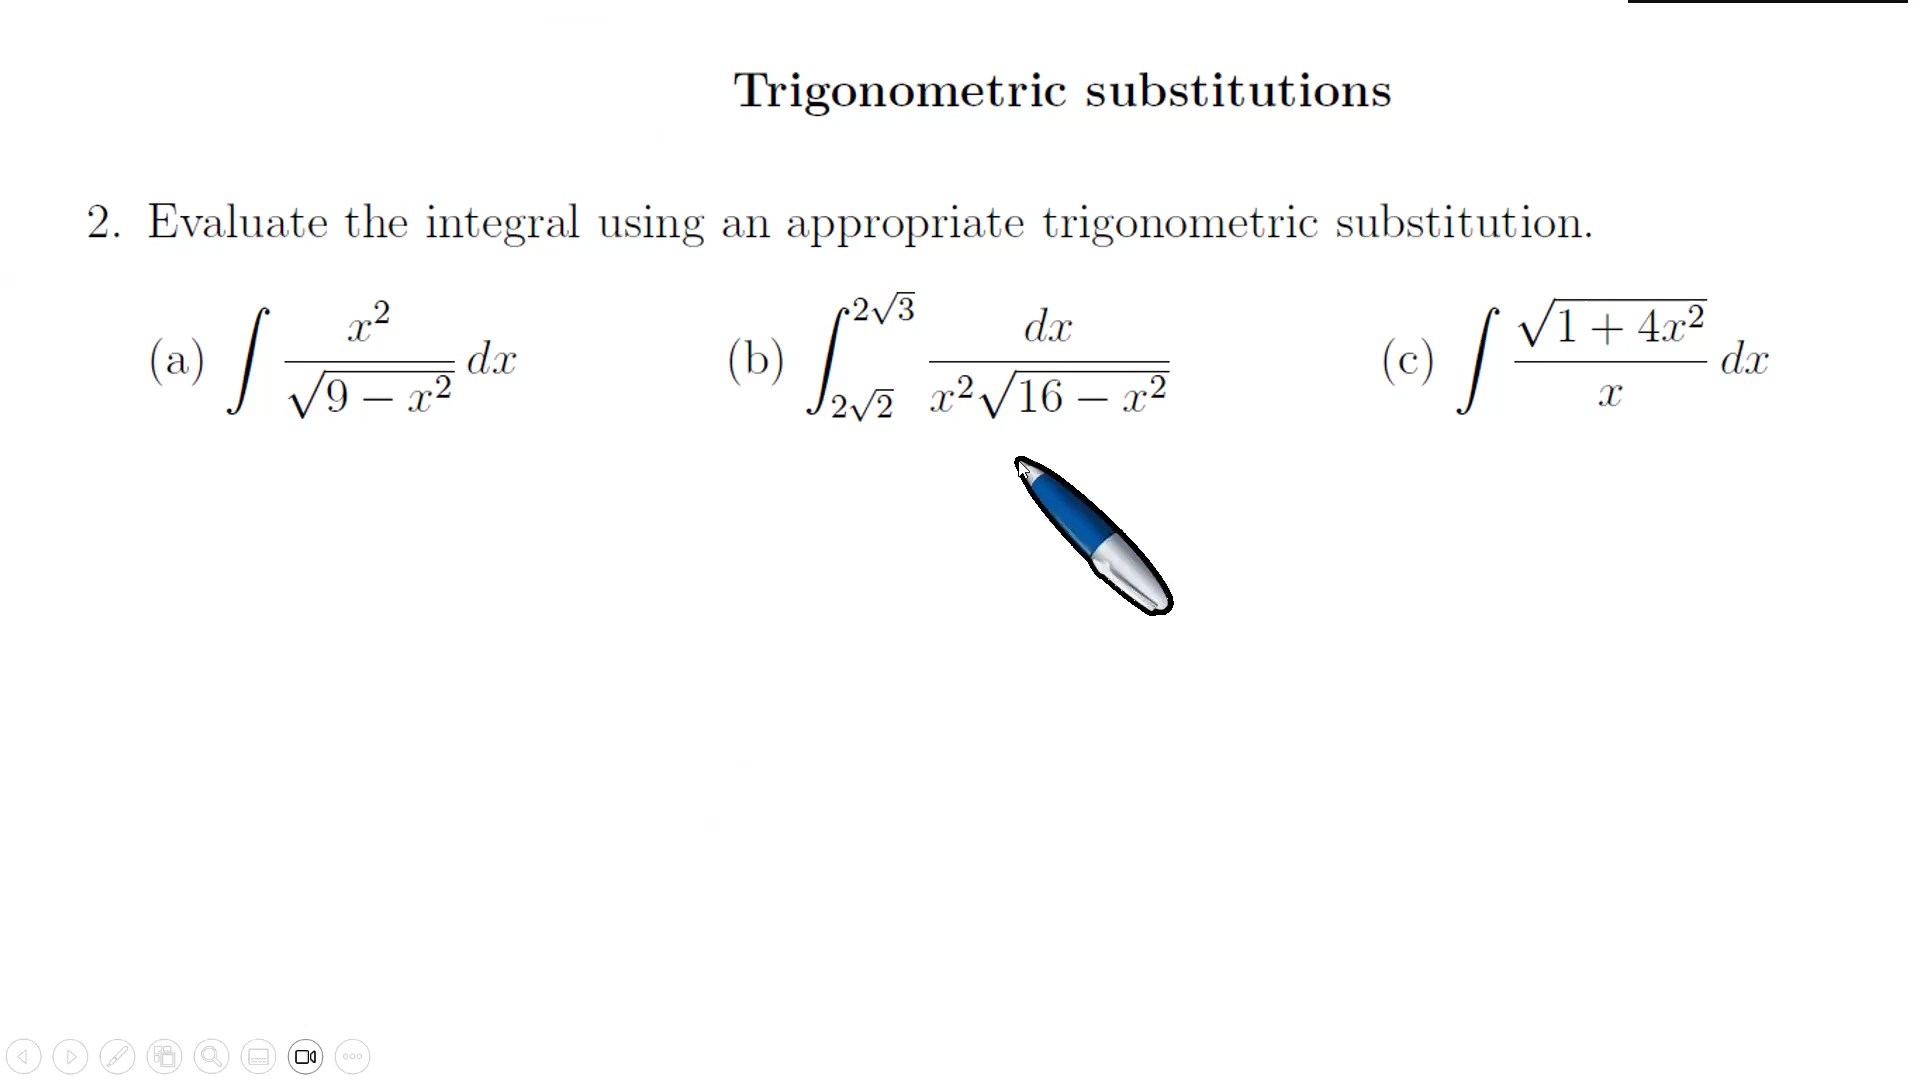 Trigonometric substitutions
2. Evaluate the integral using an appropriate trigonometric substitution.
(a) ∫ x²/√(9 − x²) dx (b) ∫_{2√2}^{2√3} dx/(x²√(16 − x²)) (c) ∫ √(1 + 4x²)/x dx